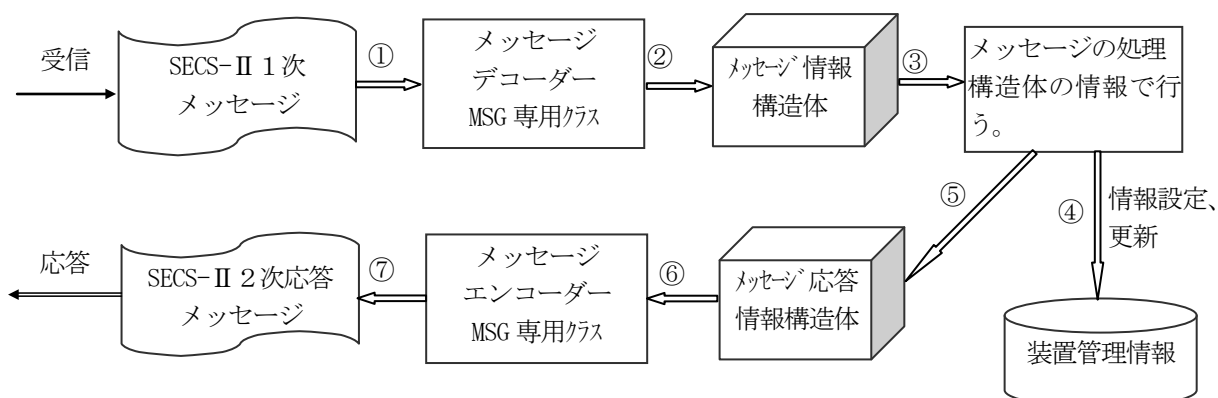 受信
SECS-Ⅱ 1次
メッセージ
①
メッセージ
デコーダー
MSG 専用クラス
②
メッセージ情報
構造体
③
メッセージの処理
構造体の情報で行
う。
⑤
④
情報設定、
更新
応答
SECS-Ⅱ 2次応答
メッセージ
⑦
メッセージ
エンコーダー
MSG 専用クラス
⑥
メッセージ応答
情報構造体
装置管理情報